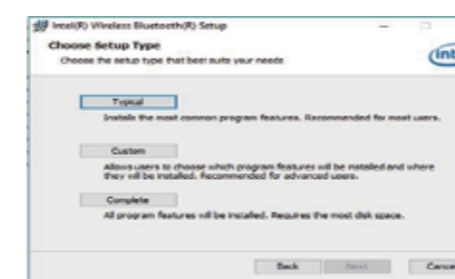 Intel(R) Wireless Bluetooth(R) Setup
Choose Setup Type
Choose the setup type that best suits your needs
int
Typical
Installs the most common program features. Recommended for most users.
Custom
Allows users to choose which program features will be installed and where
they will be installed. Recommended for advanced users.
Complete
All program features will be installed. Requires the most disk space.
Back Next Cance